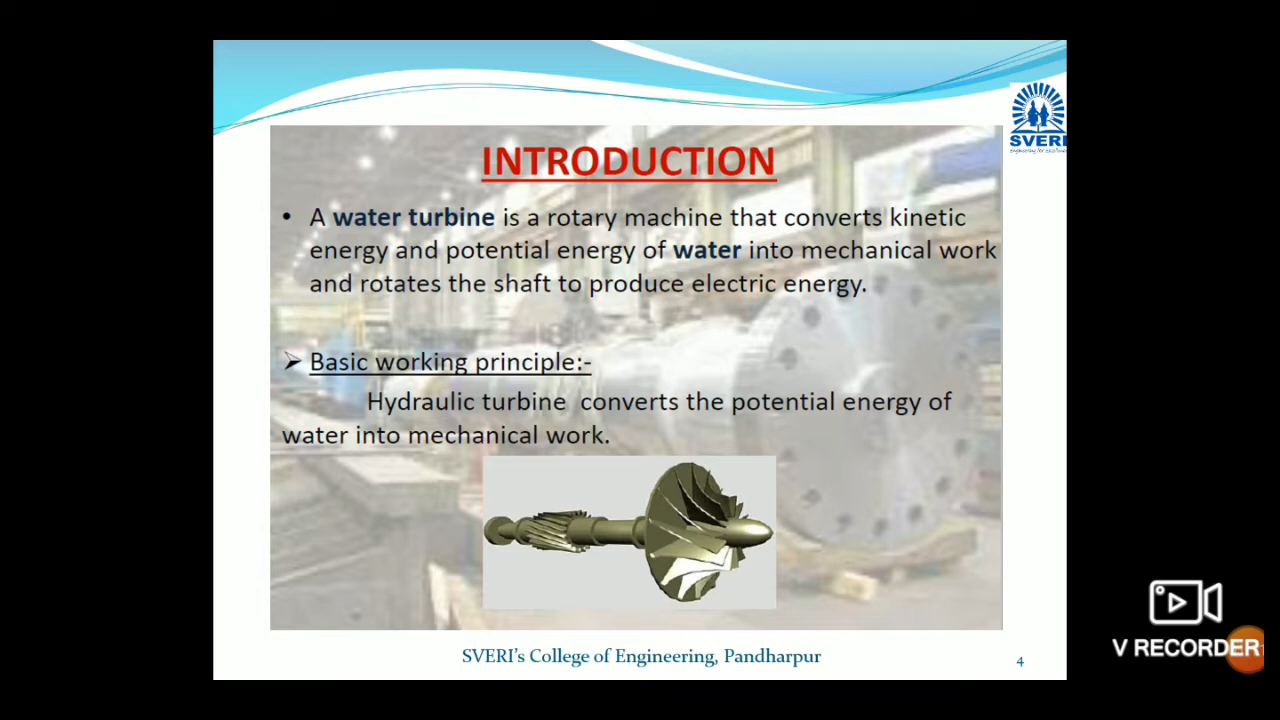 SVERI
INTRODUCTION
• A water turbine is a rotary machine that converts kinetic
energy and potential energy of water into mechanical work
and rotates the shaft to produce electric energy.
➢ Basic working principle:-
Hydraulic turbine converts the potential energy of
water into mechanical work.
SVERI's College of Engineering, Pandharpur
4
V RECORDER